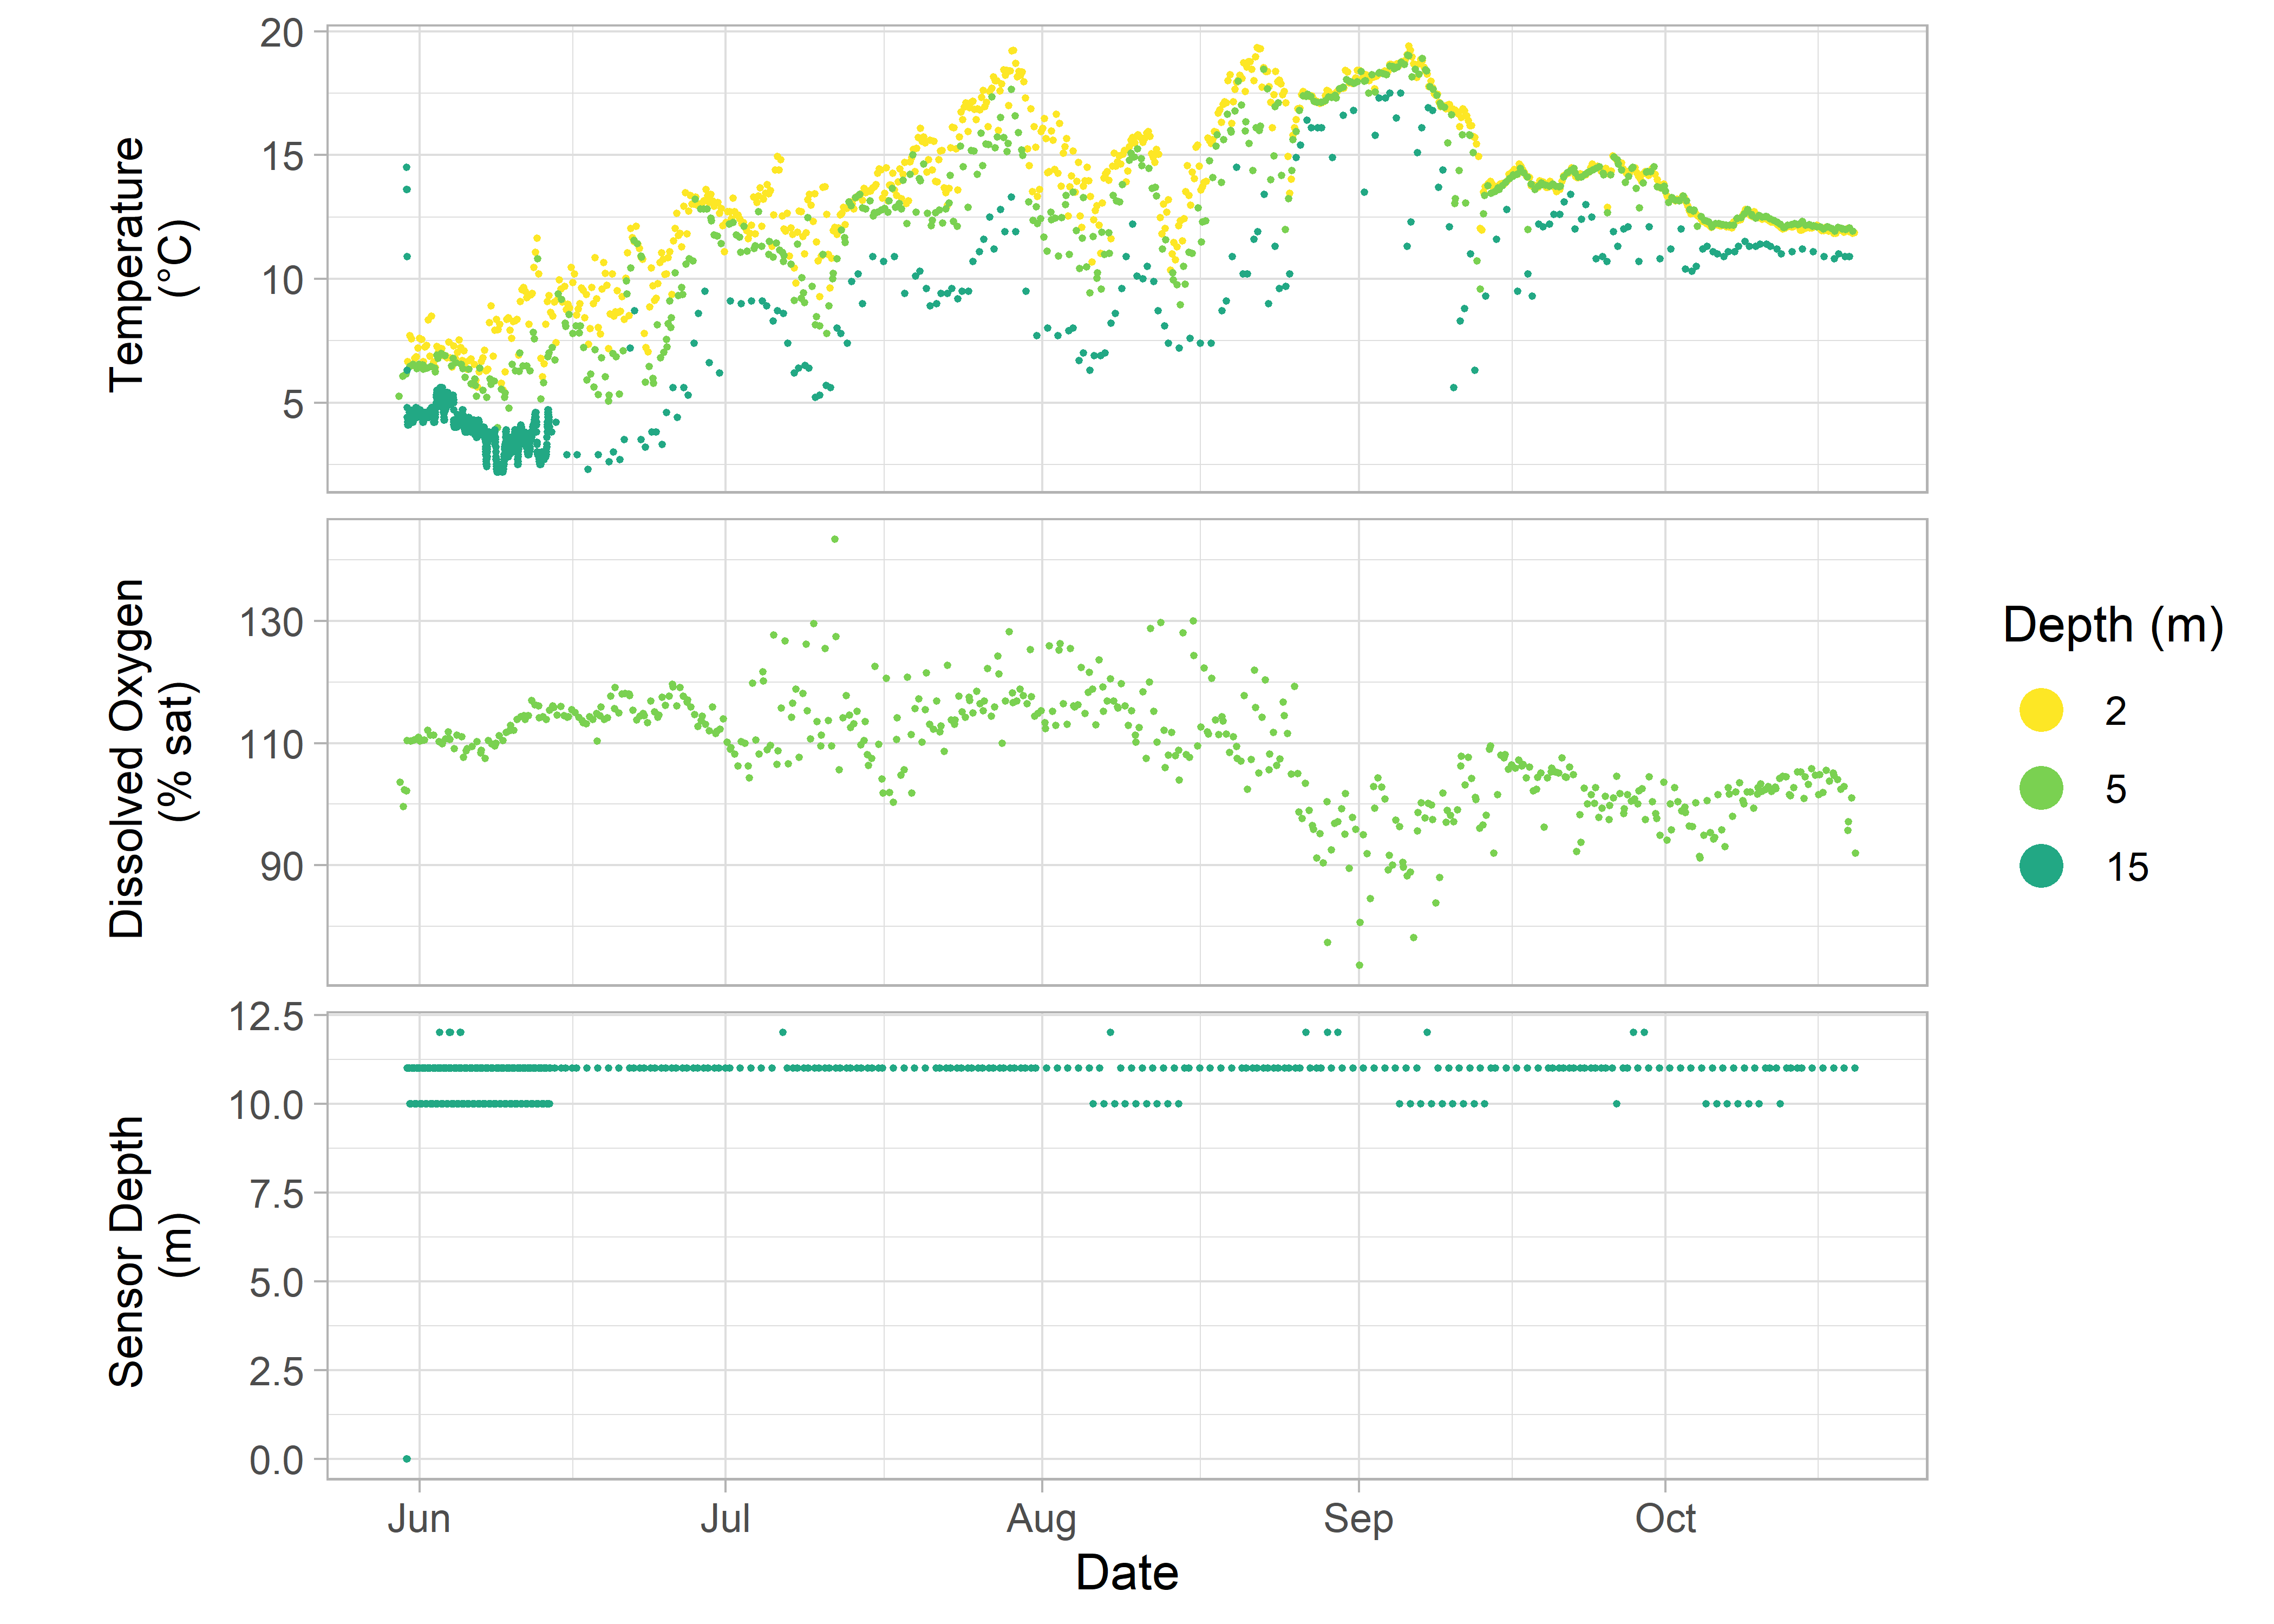 Temperature
(°C)
20
15
10
5
Dissolved Oxygen
(% sat)
130
110
90
Sensor Depth
(m)
12.5
10.0
7.5
5.0
2.5
0.0
Jun Jul Aug Sep Oct
Date
Depth (m)
2
5
15